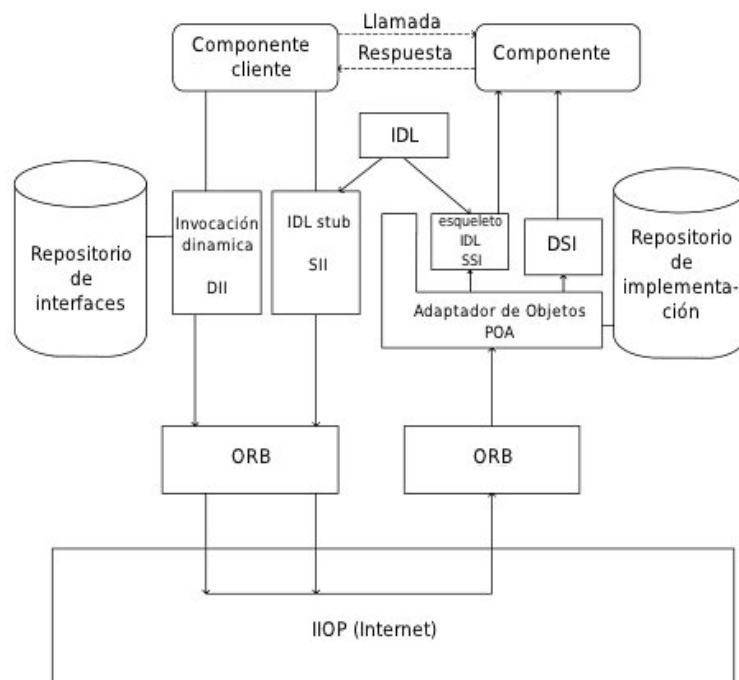 Llamada
Componente
cliente
Respuesta
Componente
IDL
Repositorio
de
interfaces
Invocación
dinamica
DII
IDL stub
SII
esqueleto
IDL
SSI
DSI
Repositorio
de
implementa-
ción
Adaptador de Objetos
POA
ORB
ORB
IIOP (Internet)